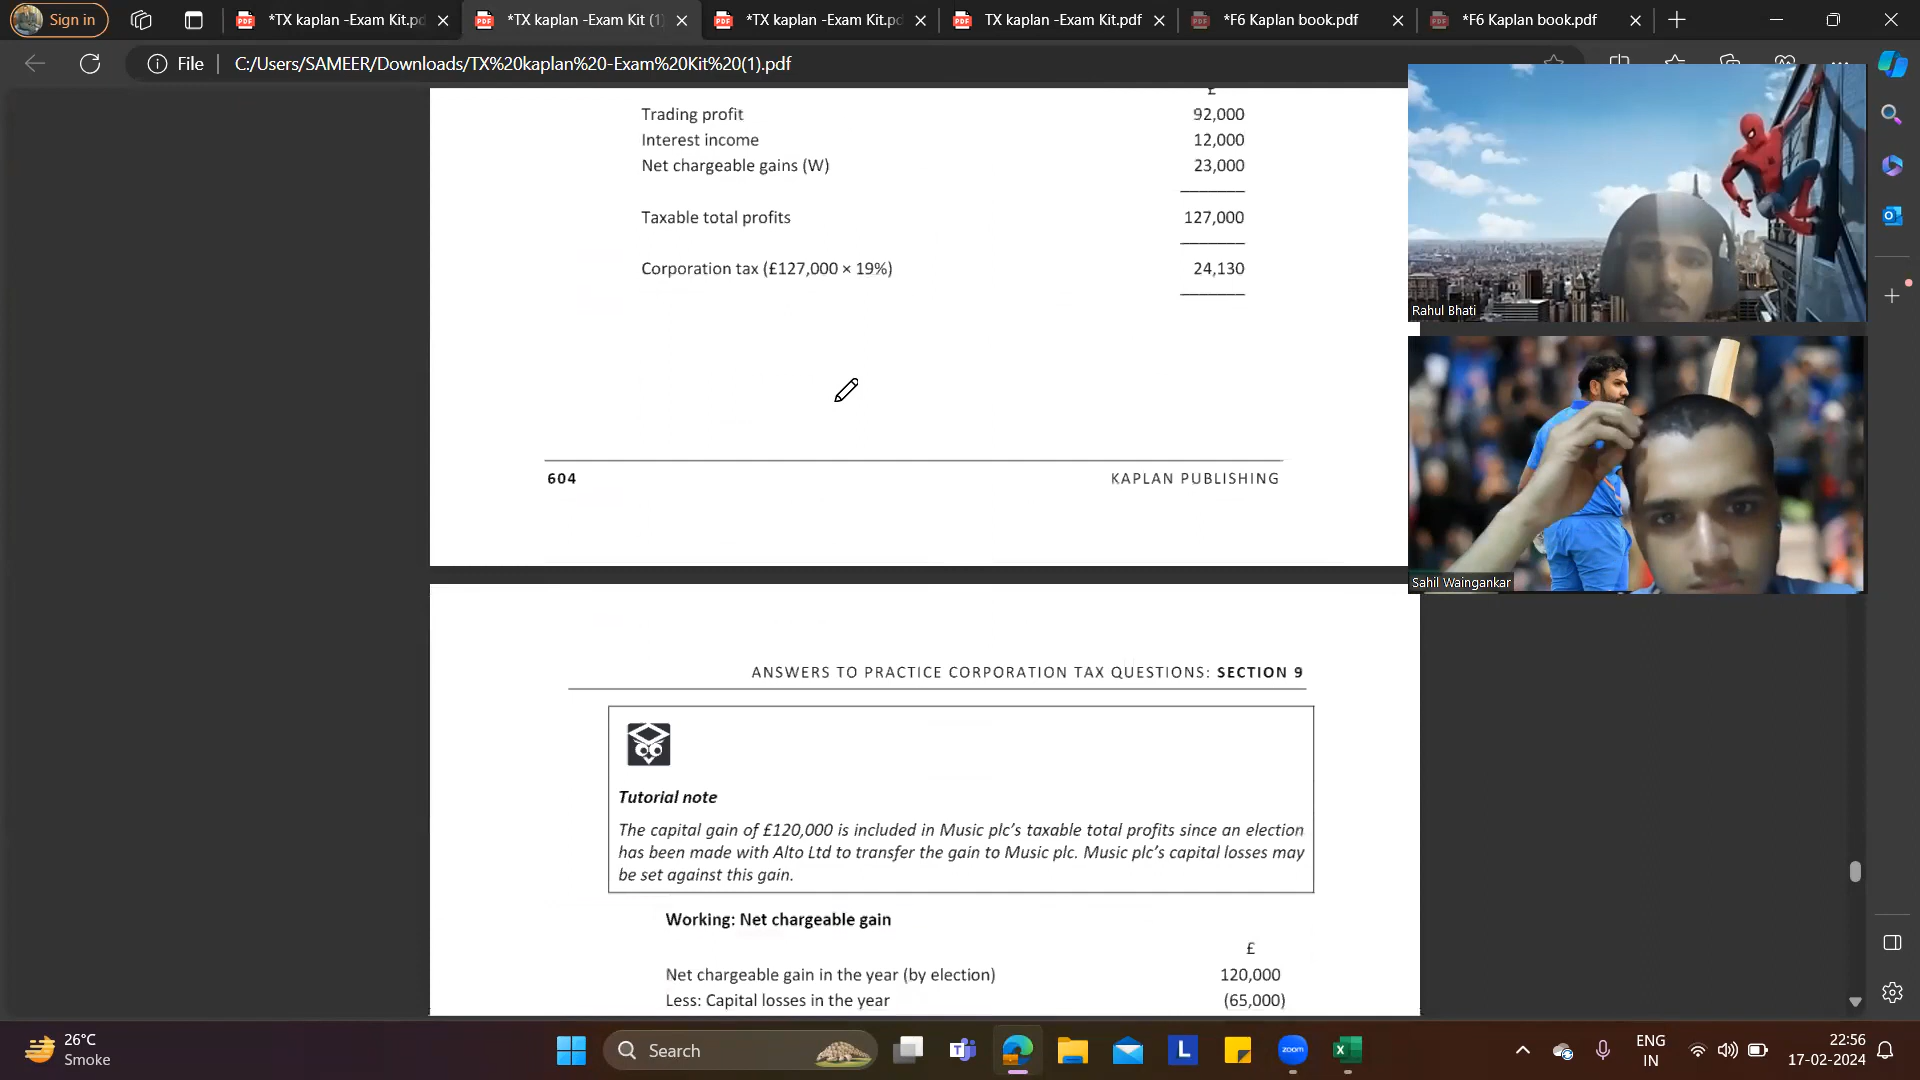 Sign in
*TX kaplan -Exam Kit.pd
*TX kaplan -Exam Kit (1)
*TX kaplan -Exam Kit.pd
TX kaplan -Exam Kit.pdf
*F6 Kaplan book.pdf
*F6 Kaplan book.pdf
File
C:/Users/SAMEER/Downloads/TX%20kaplan%20-Exam%20Kit%20(1).pdf
£
Trading profit 92,000
Interest income 12,000
Net chargeable gains (W) 23,000
Taxable total profits 127,000
Corporation tax (£127,000 × 19%) 24,130
604 KAPLAN PUBLISHING
Rahul Bhati
Sahil Waingankar
ANSWERS TO PRACTICE CORPORATION TAX QUESTIONS: SECTION 9
Tutorial note
The capital gain of £120,000 is included in Music plc’s taxable total profits since an election
has been made with Alto Ltd to transfer the gain to Music plc. Music plc’s capital losses may
be set against this gain.
Working: Net chargeable gain
£
Net chargeable gain in the year (by election) 120,000
Less: Capital losses in the year (65,000)
26°C
Smoke
Search
L
zoom
ENG
IN
22:56
17-02-2024